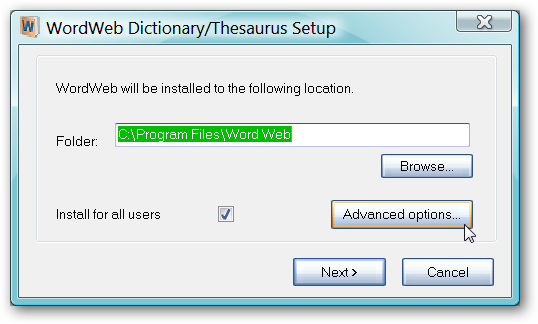 WordWeb Dictionary/Thesaurus Setup
WordWeb will be installed to the following location.
Folder: C:\Program Files\Word Web
Browse...
Install for all users
Advanced options...
Next >
Cancel